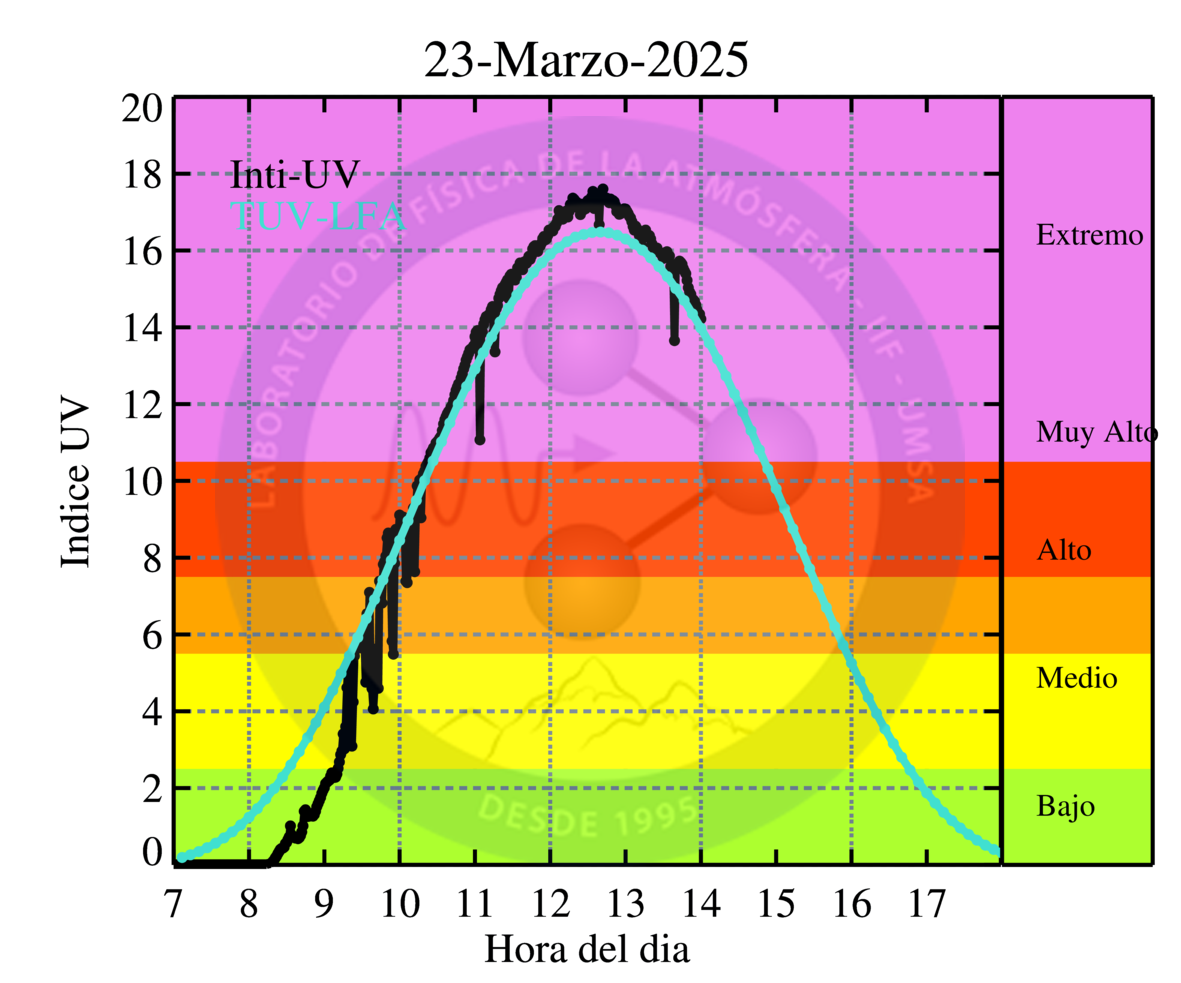 23-Marzo-2025
Inti-UV
TUV-LFA
LABORATORIO DE FÍSICA DE LA ATMÓSFERA - IIF - UMSA
DESDE 1995
Indice UV
20
18
16
14
12
10
8
6
4
2
0
Extremo
Muy Alto
Alto
Medio
Bajo
7 8 9 10 11 12 13 14 15 16 17
Hora del dia